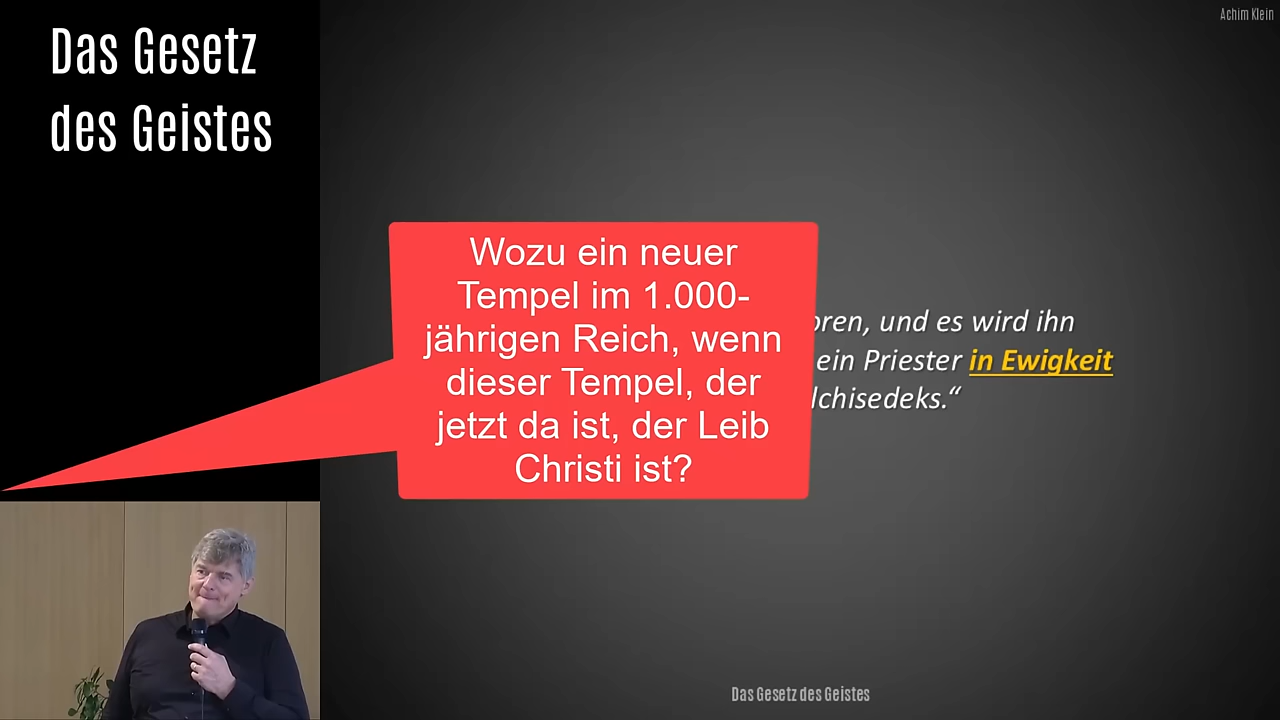 Achim Klein
Das Gesetz
des Geistes
Wozu ein neuer
Tempel im 1.000-
jährigen Reich, wenn
dieser Tempel, der
jetzt da ist, der Leib
Christi ist?
und es wird ihn
ein Priester in Ewigkeit
Das Gesetz des Geistes